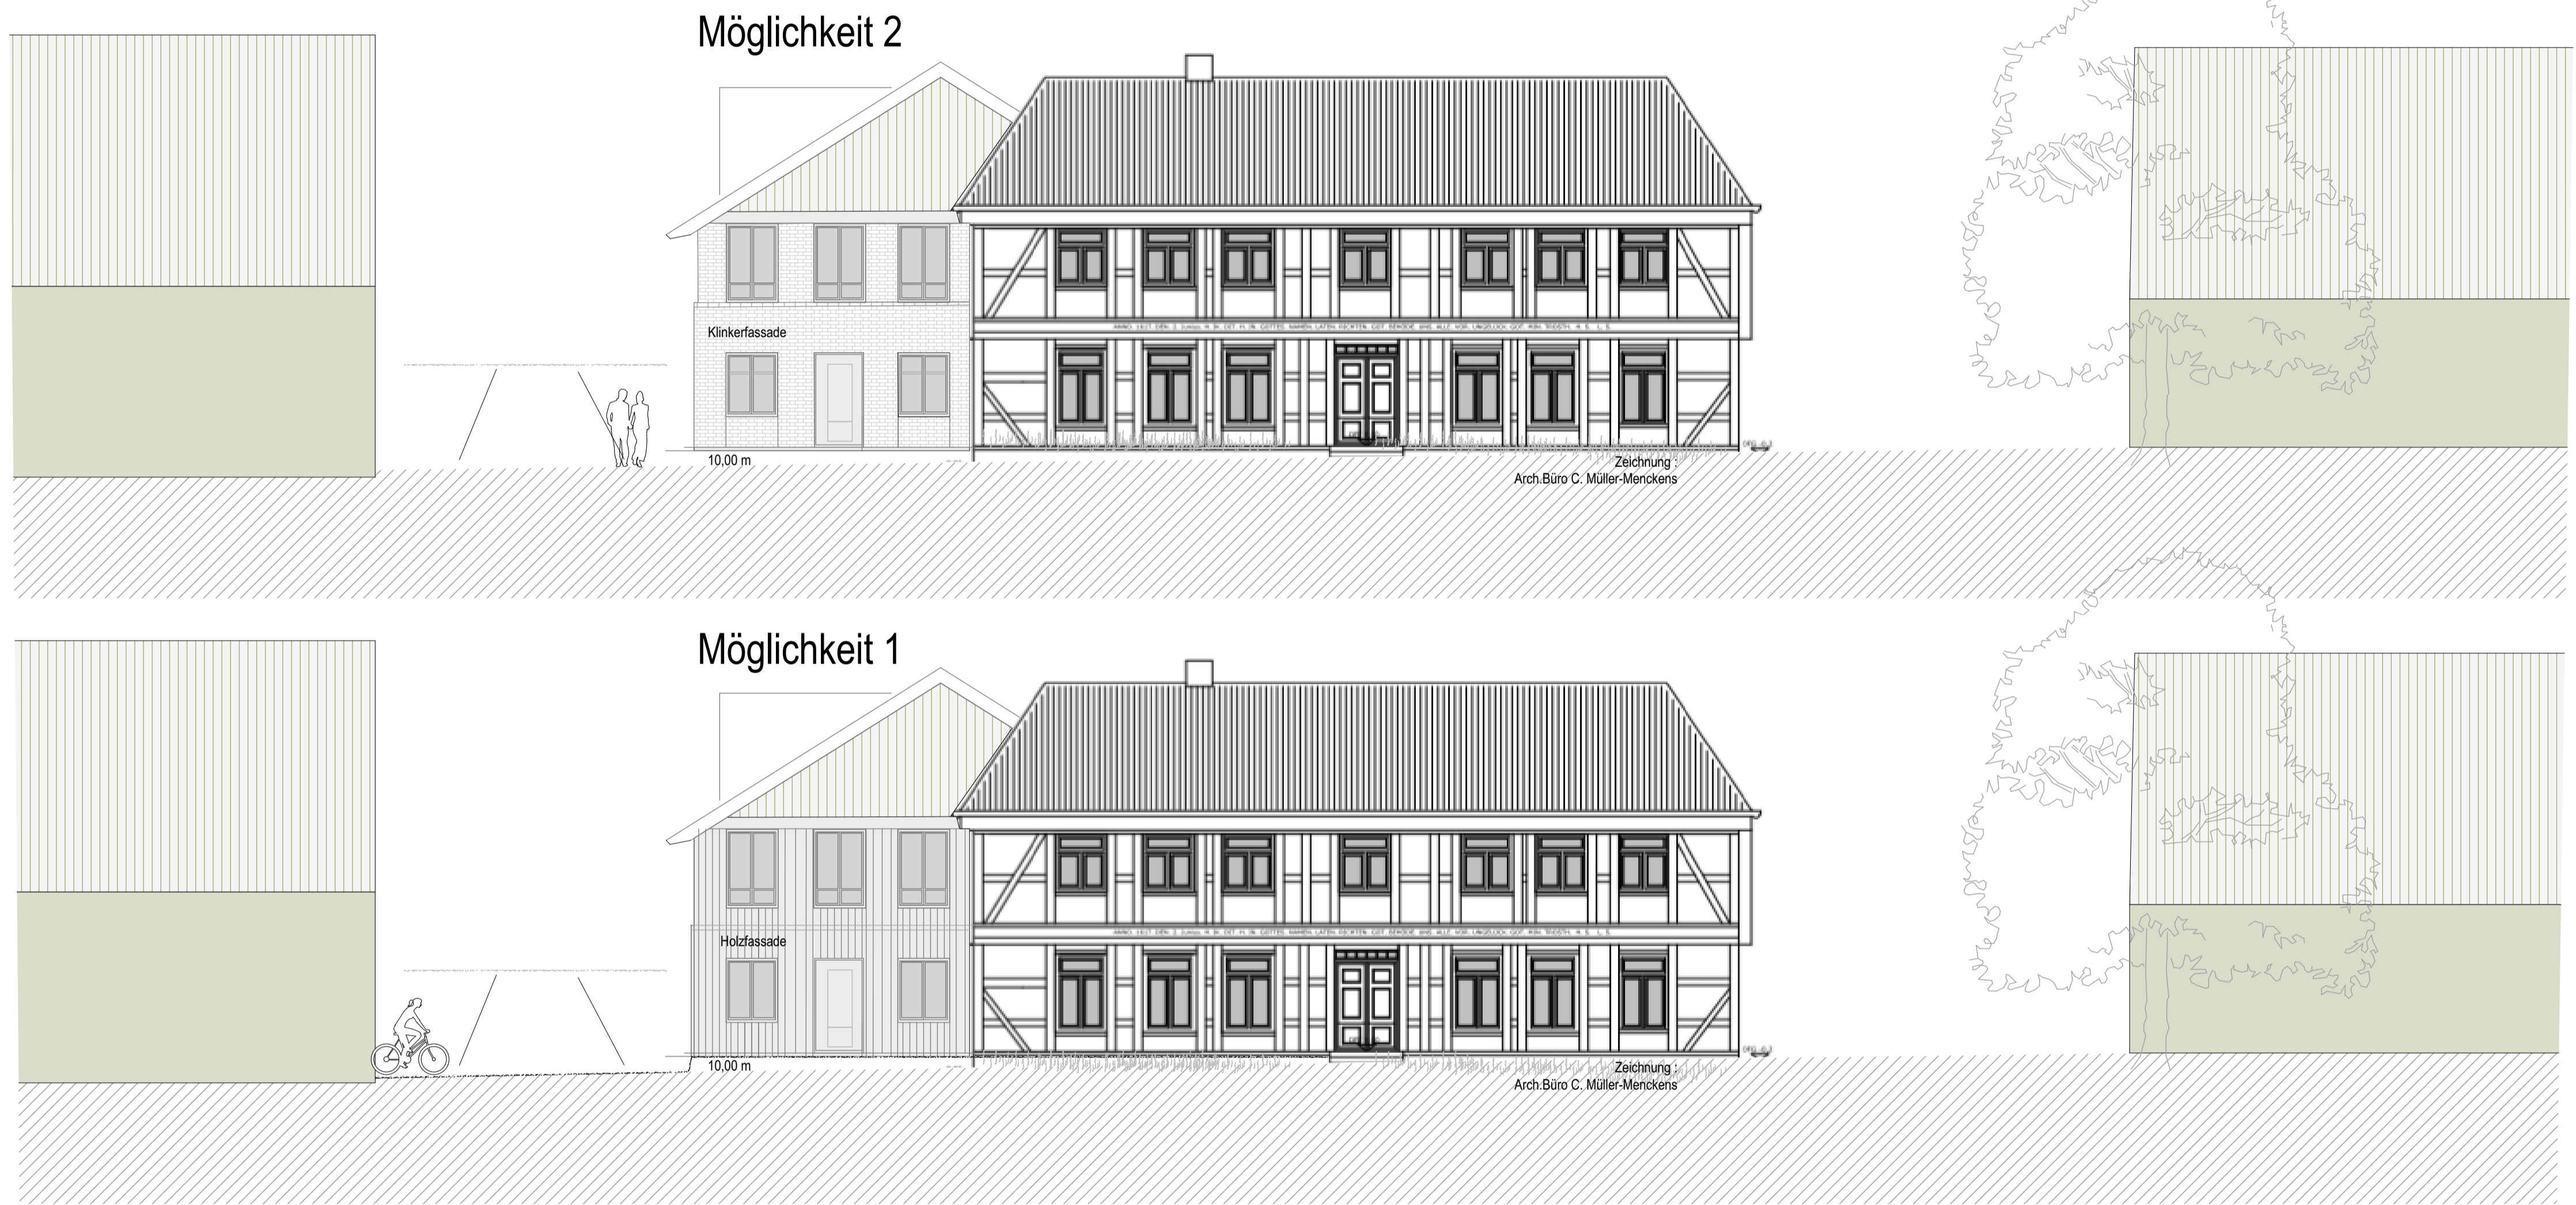 Möglichkeit 2
Klinkerfassade
10,00 m
Zeichnung :
Arch.Büro C. Müller-Menckens
Möglichkeit 1
Holzfassade
10,00 m
Zeichnung :
Arch.Büro C. Müller-Menckens